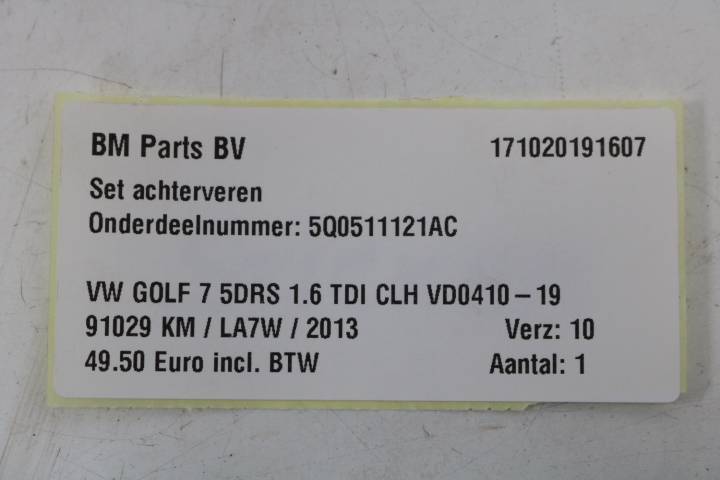 BM Parts BV 171020191607
Set achterveren
Onderdeelnummer: 5Q0511121AC
VW GOLF 7 5DRS 1.6 TDI CLH VD0410-19
91029 KM / LA7W / 2013 Verz: 10
49.50 Euro incl. BTW Aantal: 1